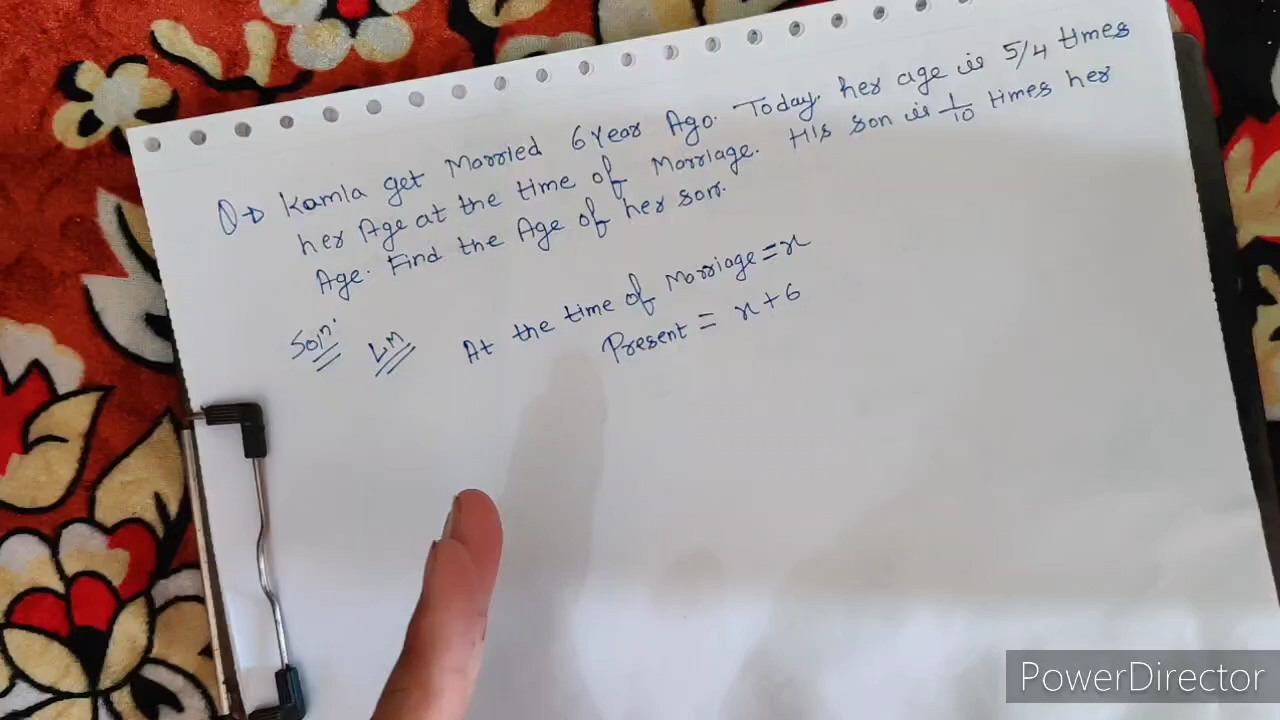 Q→ Kamla get Married 6 Year Ago. Today her age is 5/4 times
her Age at the time of Marriage. His son is 1/10 times her
Age. Find the Age of her son.
Soln. Let At the time of Marriage = x
Present = x + 6
PowerDirector